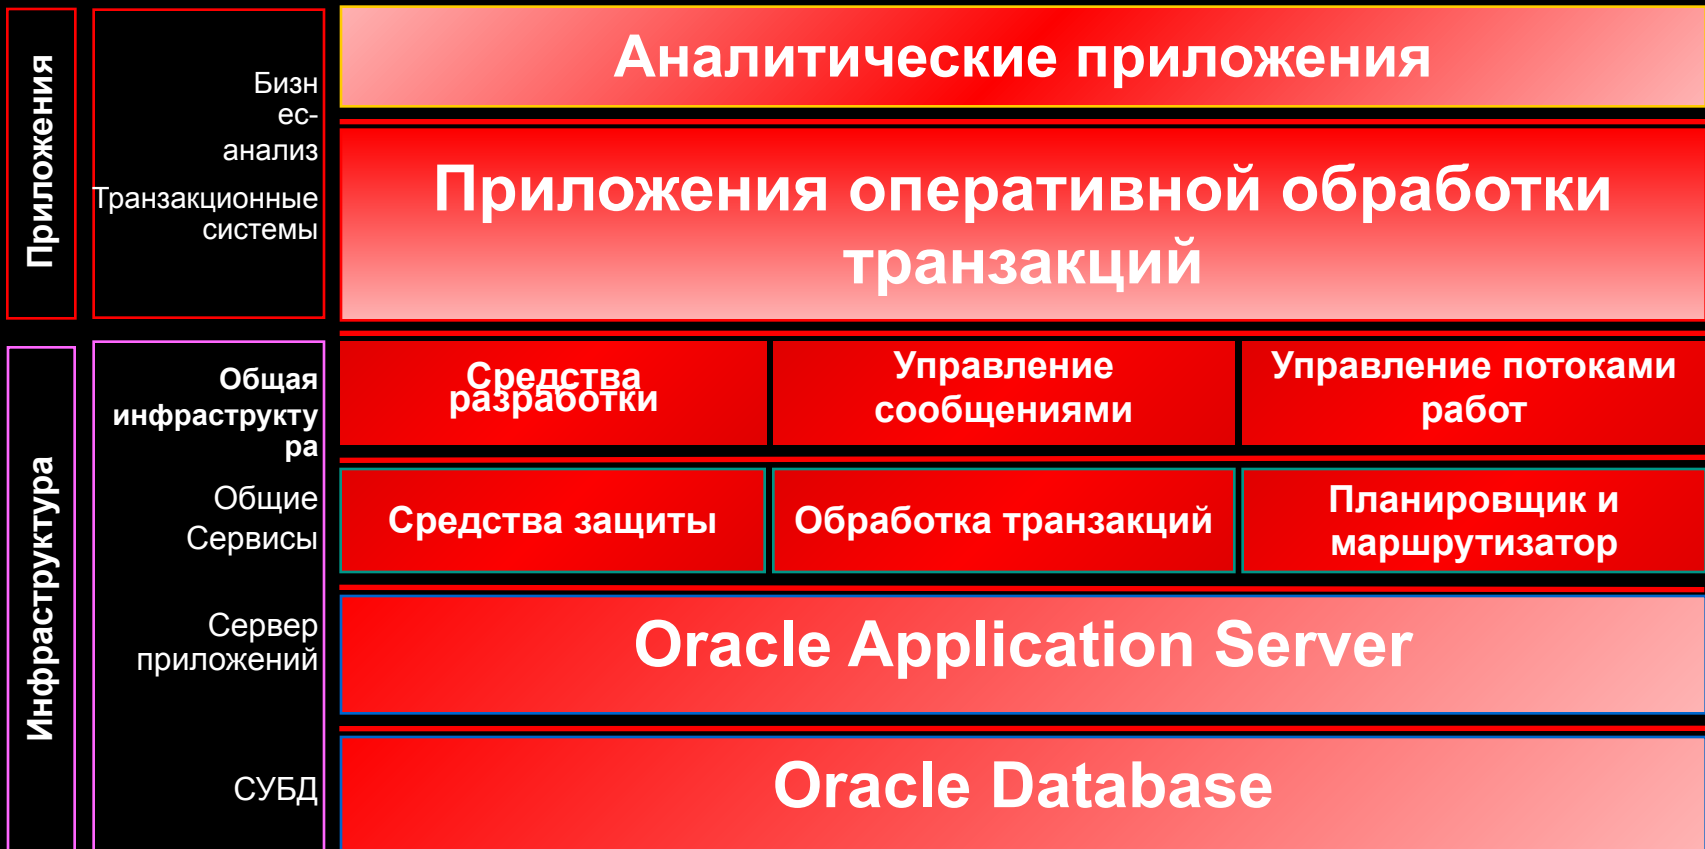 Приложения
Бизн
ес-
анализ
Транзакционные
системы
Аналитические приложения
Приложения оперативной обработки
транзакций
Инфраструктура
Общая
инфраструкту
ра
Средства
разработки
Управление
сообщениями
Управление потоками
работ
Общие
Сервисы
Средства защиты
Обработка транзакций
Планировщик и
маршрутизатор
Сервер
приложений
Oracle Application Server
СУБД
Oracle Database